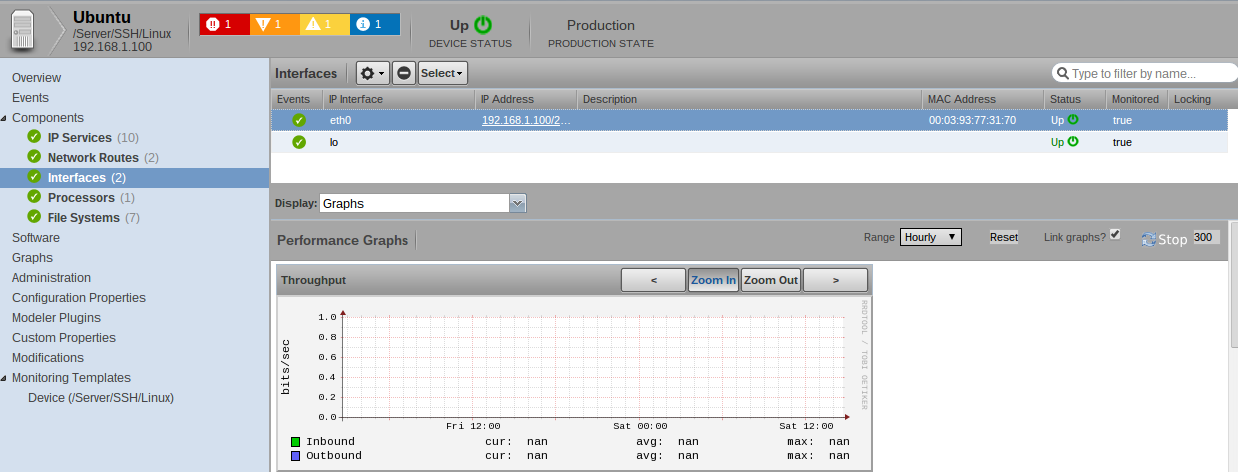 Ubuntu
/Server/SSH/Linux
192.168.1.100
1 1 1 1
Up
DEVICE STATUS
Production
PRODUCTION STATE
Overview
Events
Components
IP Services (10)
Network Routes (2)
Interfaces (2)
Processors (1)
File Systems (7)
Software
Graphs
Administration
Configuration Properties
Modeler Plugins
Custom Properties
Modifications
Monitoring Templates
Device (/Server/SSH/Linux)
Interfaces Select Type to filter by name...
Events IP Interface IP Address Description MAC Address Status Monitored Locking
eth0 192.168.1.100/2... 00:03:93:77:31:70 Up true
lo Up true
Display: Graphs
Performance Graphs Range Hourly Reset Link graphs? Stop 300
Throughput < Zoom In Zoom Out >
1.0
0.8
0.6
0.4
0.2
0.0
bits/sec
Fri 12:00 Sat 00:00 Sat 12:00
RRDTOOL / TOBI OETIKER
Inbound cur: nan avg: nan max: nan
Outbound cur: nan avg: nan max: nan